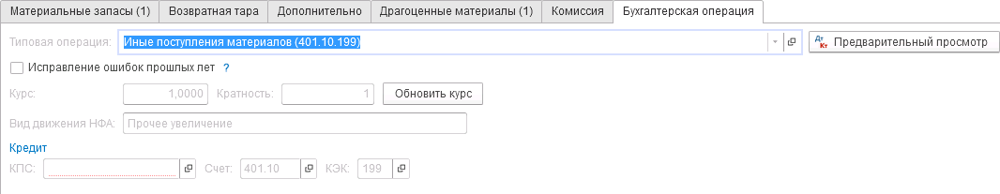 Материальные запасы (1) Возвратная тара Дополнительно Драгоценные материалы (1) Комиссия Бухгалтерская операция
Типовая операция: Иные поступления материалов (401.10.199) Дт Кт Предварительный просмотр
Исправление ошибок прошлых лет ?
Курс: 1,0000 Кратность: 1 Обновить курс
Вид движения НФА: Прочее увеличение
Кредит
КПС: Счет: 401.10 КЭК: 199